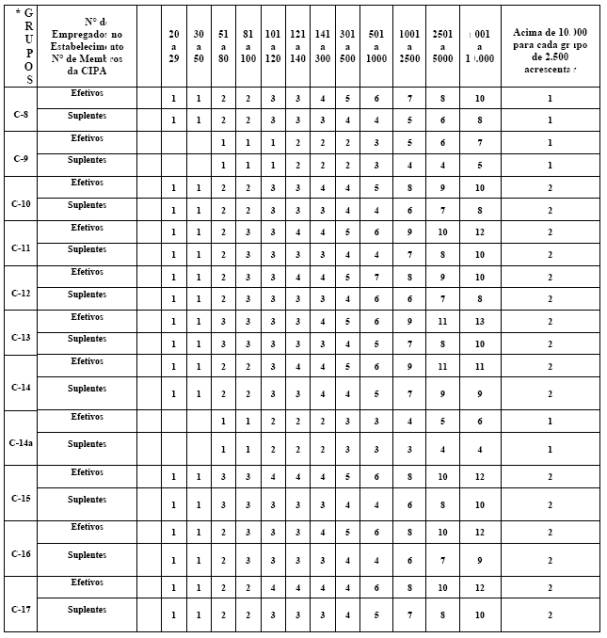 * G
R
U
P
O
S
N° d
Empregados no
Estabelecimento
N° de Membros
da CIPA
20 a 29
30 a 50
51 a 80
81 a 100
101 a 120
121 a 140
141 a 300
301 a 500
501 a 1000
1001 a 2500
2501 a 5000
001 a 10.000
Acima de 10.000
para cada grupo
de 2.500
acrescentar
C-8
Efetivos 1 1 2 2 3 3 4 5 6 7 8 10 1
Suplentes 1 1 2 2 3 3 3 4 4 5 6 8 1
C-9
Efetivos 1 1 1 2 2 2 3 5 6 7 1
Suplentes 1 1 1 2 2 2 3 4 4 5 1
C-10
Efetivos 1 1 2 2 3 3 4 4 5 8 9 10 2
Suplentes 1 1 2 2 3 3 3 4 4 6 7 8 2
C-11
Efetivos 1 1 2 3 3 4 4 5 6 9 10 12 2
Suplentes 1 1 2 3 3 3 3 4 4 7 8 10 2
C-12
Efetivos 1 1 2 3 3 4 4 5 7 8 9 10 2
Suplentes 1 1 2 3 3 3 3 4 6 6 7 8 2
C-13
Efetivos 1 1 3 3 3 3 4 5 6 9 11 13 2
Suplentes 1 1 3 3 3 3 3 4 5 7 8 10 2
C-14
Efetivos 1 1 2 2 3 4 4 5 6 9 11 11 2
Suplentes 1 1 2 2 3 3 4 4 5 7 9 9 2
C-14a
Efetivos 1 1 2 2 2 3 3 4 5 6 1
Suplentes 1 1 2 2 2 3 3 3 4 4 1
C-15
Efetivos 1 1 3 3 4 4 4 5 6 8 10 12 2
Suplentes 1 1 3 3 3 3 3 4 4 6 8 10 2
C-16
Efetivos 1 1 2 3 3 3 4 5 6 8 10 12 2
Suplentes 1 1 2 3 3 3 3 4 4 6 7 9 2
C-17
Efetivos 1 1 2 2 4 4 4 4 6 8 10 12 2
Suplentes 1 1 2 2 3 3 3 4 5 7 8 10 2